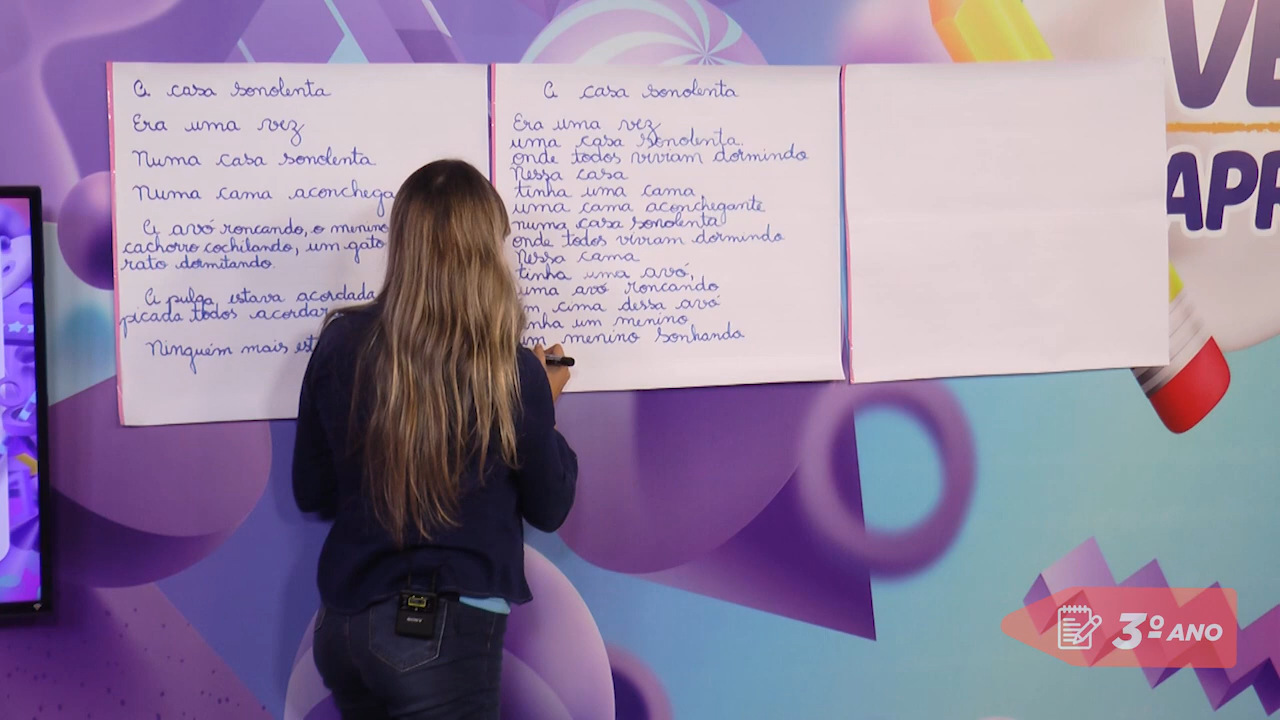 A casa sonolenta
Era uma vez
Numa casa sonolenta
Numa cama aconchega
A avó roncando, o menino
cachorro cochilando, um gato
rato dormitando.
A pulga estava acordada
picada todos acordar
Ninguém mais est
A casa sonolenta
Era uma vez
uma casa sonolenta.
onde todos viviam dormindo
Nessa casa
tinha uma cama
uma cama aconchegante
numa casa sonolenta
onde todos viviam dormindo
Nessa cama
tinha uma avó,
uma avó roncando
m cima dessa avó
inha um menino
um menino sonhando
VE
APR
SONY
3º ANO